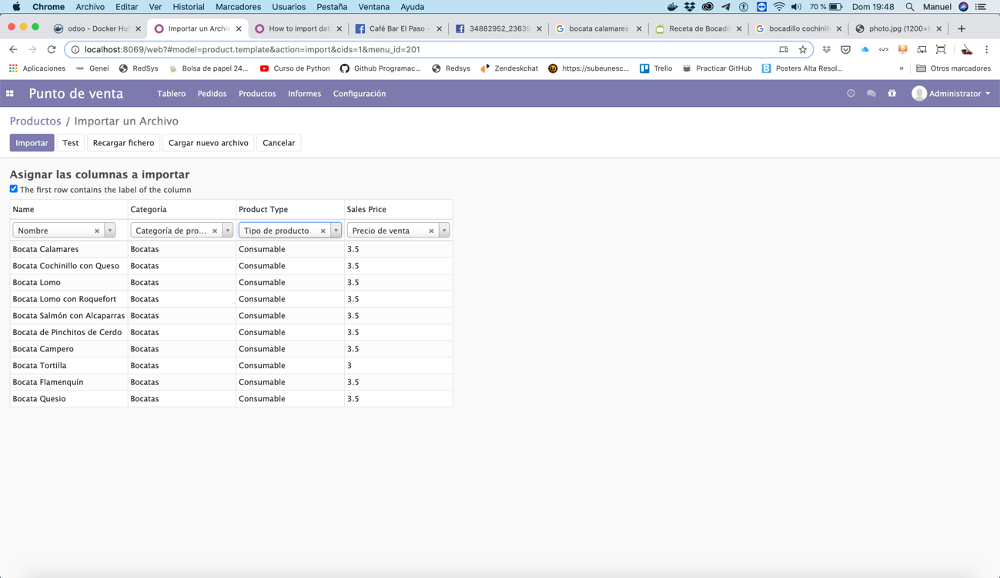 Chrome Archivo Editar Ver Historial Marcadores Usuarios Pestaña Ventana Ayuda 70 % Dom 19:48 Manuel
odoo - Docker Hu Importar un Archiv How to import dat Café Bar El Paso - 34882952_23639 bocata calamares Receta de Bocadil bocadillo cochinill photo.jpg (1200×6
localhost:8069/web?#model=product.template&action=import&cids=1&menu_id=201
Aplicaciones Genei RedSys Bolsa de papel 24... Curso de Python Github Programac... Redsys Zendeskchat https://subeunesc... Trello Practicar GitHub Posters Alta Resol... » Otros marcadores
Punto de venta Tablero Pedidos Productos Informes Configuración Administrator
Productos / Importar un Archivo
Importar Test Recargar fichero Cargar nuevo archivo Cancelar
Asignar las columnas a importar
The first row contains the label of the column
Name Categoría Product Type Sales Price
Nombre Categoría de pro... Tipo de producto Precio de venta
Bocata Calamares Bocatas Consumable 3.5
Bocata Cochinillo con Queso Bocatas Consumable 3.5
Bocata Lomo Bocatas Consumable 3.5
Bocata Lomo con Roquefort Bocatas Consumable 3.5
Bocata Salmón con Alcaparras Bocatas Consumable 3.5
Bocata de Pinchitos de Cerdo Bocatas Consumable 3.5
Bocata Campero Bocatas Consumable 3.5
Bocata Tortilla Bocatas Consumable 3
Bocata Flamenquín Bocatas Consumable 3.5
Bocata Quesio Bocatas Consumable 3.5